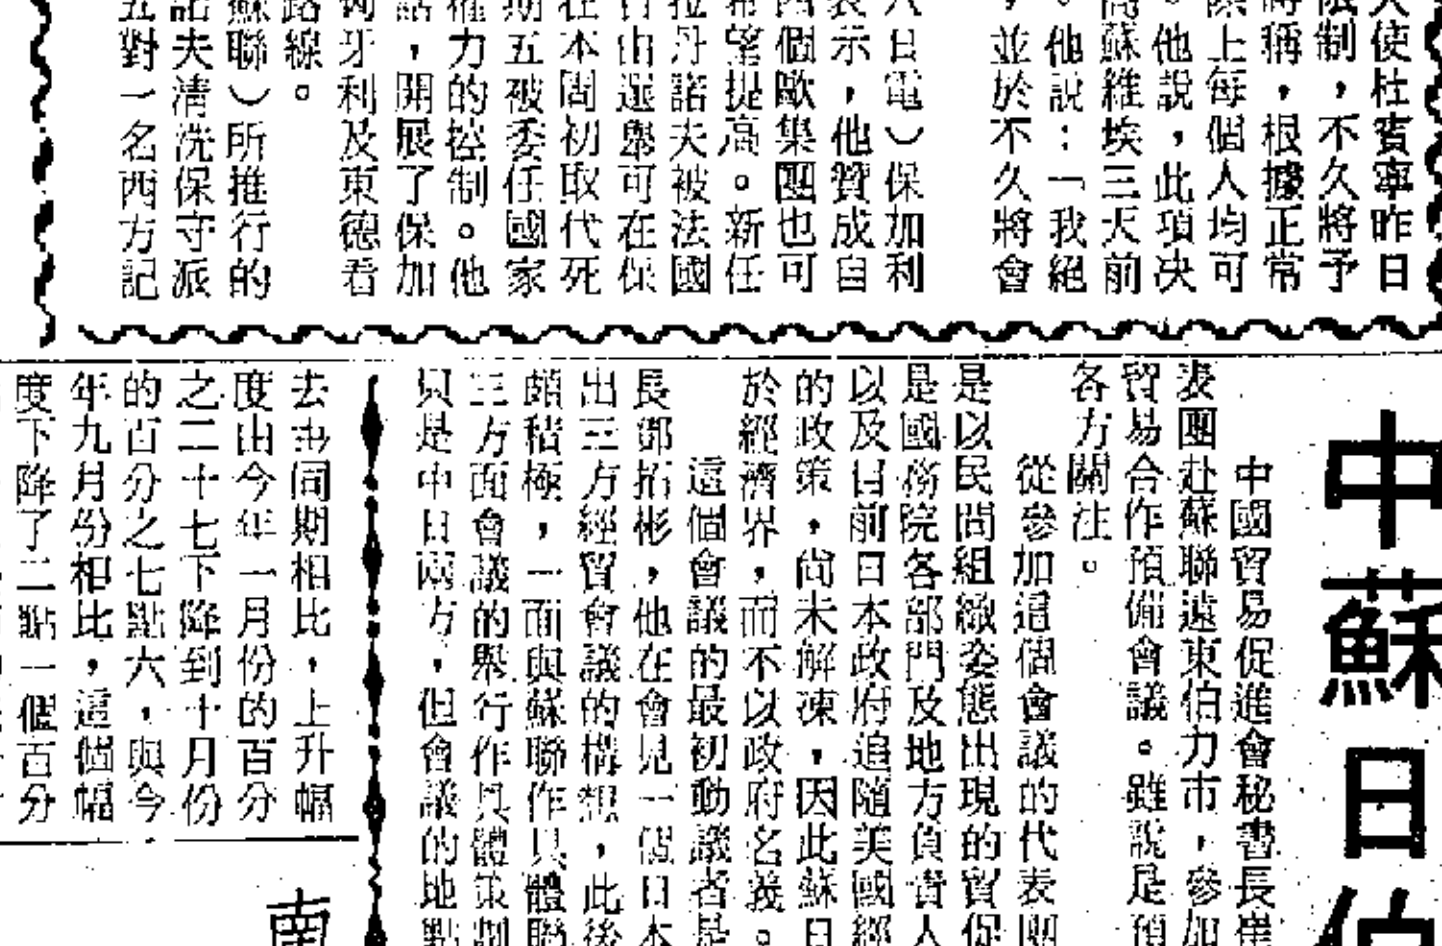 使杜賓寧昨日
限制，不久將予
時稱，根據正常
際上每個人均可
。他說，此項決
高蘇維埃三天前
。他說：「我絕
，並於不久將會
八日電）保加利
表示，他贊成自
四個歐集團也可
希望提高。新任
拉丹諾夫被法國
由選舉可在保
在本周初取代死
期五被委任國家
權力的控制。他
點，開展了保加
匈牙利及東德看
路線。
蘇聯）所推行的
諾夫清洗保守派
五對一名西方記
中蘇日伯
中國貿易促進會秘書長崔
表團赴蘇聯遠東伯力市，參加
貿易合作預備會議。雖說是預
各方關注。
從參加這個會議的代表團
是以民間組織姿態出現的貿促
是國務院各部門及地方負責人
以及目前日本政府追隨美國經
的政策，尚未解凍，因此蘇日
於經濟界，而不以政府名義。
這個會議的最初動議者是
長鄧拓彬，他在會見一個日本
出三方經貿會議的構想，此後
頗積極，一面與蘇聯作具體聯
三方面會議的舉行作具體策劃
只是中日兩方，但會議的地點
去年同期相比，上升幅
度由今年一月份的百分
之二十七下降到十月份
的百分之七點六，與今
年九月份相比，這個幅
度下降了二點一個百分
南